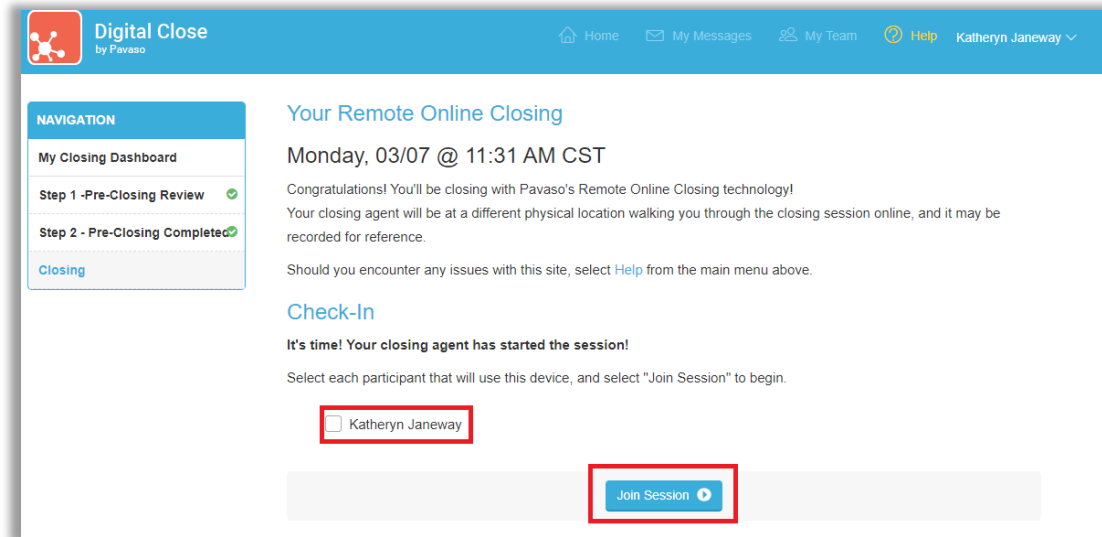 Digital Close
by Pavaso
Home
My Messages
My Team
Help
Katheryn Janeway
NAVIGATION
My Closing Dashboard
Step 1 -Pre-Closing Review
Step 2 - Pre-Closing Completed
Closing
Your Remote Online Closing
Monday, 03/07 @ 11:31 AM CST
Congratulations! You'll be closing with Pavaso's Remote Online Closing technology!
Your closing agent will be at a different physical location walking you through the closing session online, and it may be
recorded for reference.
Should you encounter any issues with this site, select Help from the main menu above.
Check-In
It's time! Your closing agent has started the session!
Select each participant that will use this device, and select "Join Session" to begin.
Katheryn Janeway
Join Session